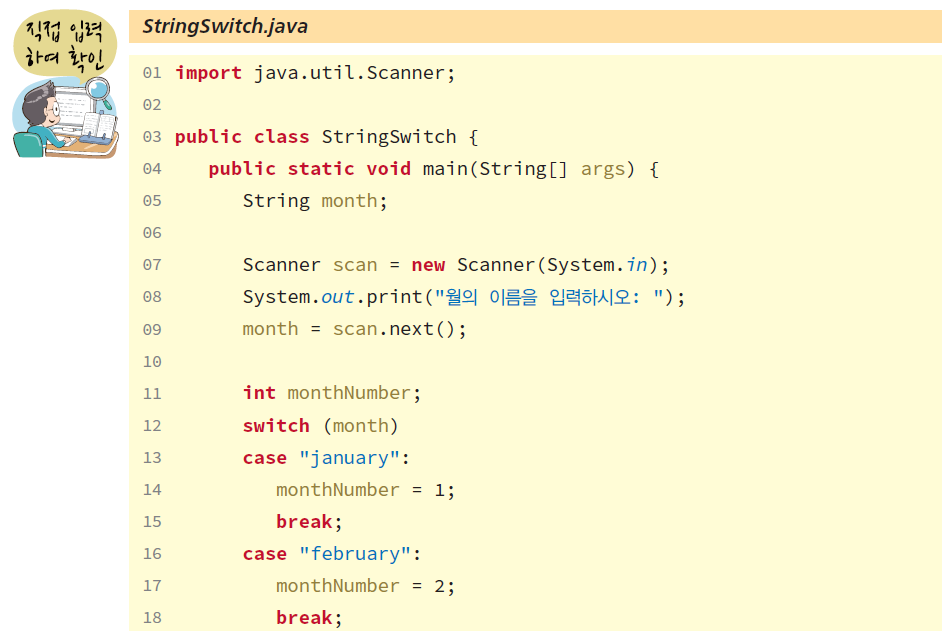 직접 입력
하여 확인
StringSwitch.java
01 import java.util.Scanner;
02
03 public class StringSwitch {
04    public static void main(String[] args) {
05       String month;
06
07       Scanner scan = new Scanner(System.in);
08       System.out.print("월의 이름을 입력하시오: ");
09       month = scan.next();
10
11       int monthNumber;
12       switch (month)
13       case "january":
14          monthNumber = 1;
15          break;
16       case "february":
17          monthNumber = 2;
18          break;